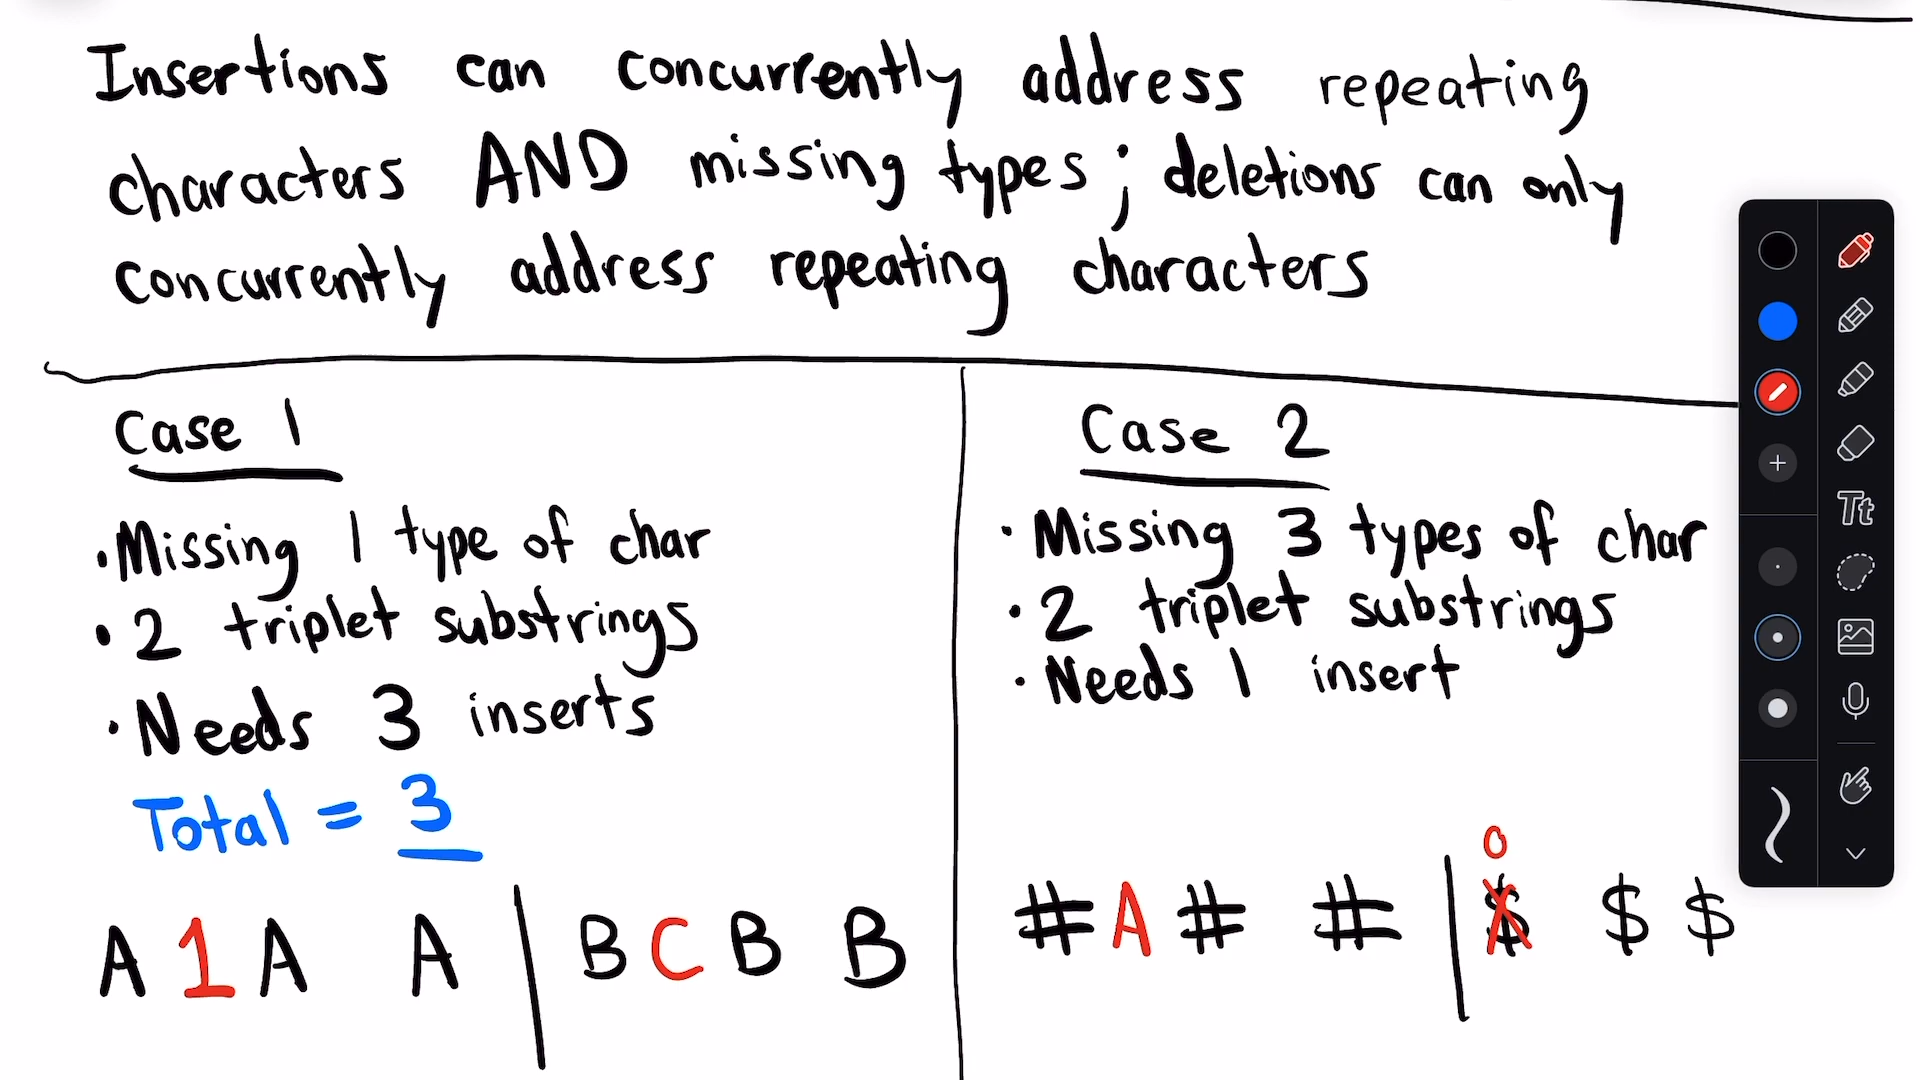 Insertions can concurrently address repeating
characters AND missing types; deletions can only
concurrently address repeating characters
Case 1
• Missing 1 type of char
• 2 triplet substrings
• Needs 3 inserts
Total = 3
A 1 A A | B C B B
Case 2
• Missing 3 types of char
• 2 triplet substrings
• Needs 1 insert
0
# A # # | $ $ $
Tt